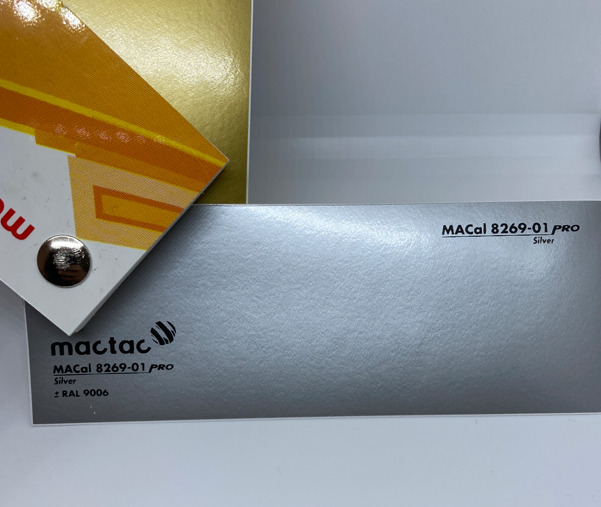 MACal 8269-01 PRO
Silver
mactac
MACal 8269-01 PRO
Silver
± RAL 9006